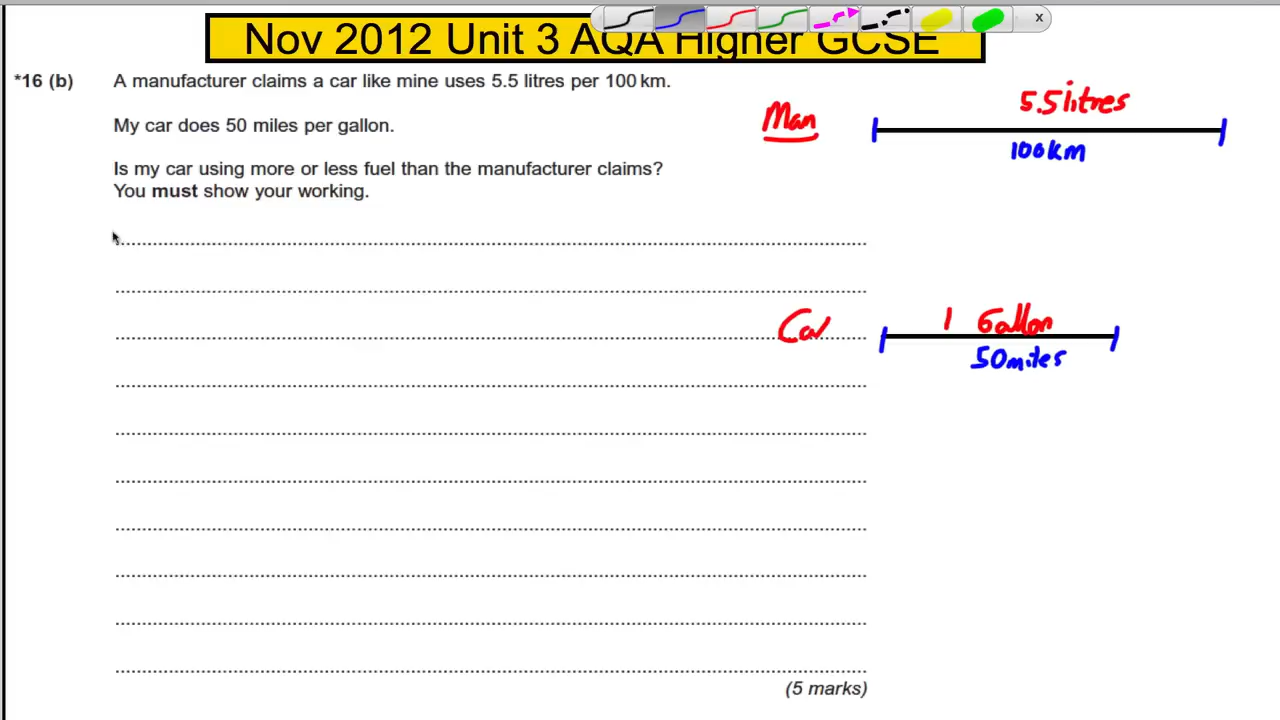 Nov 2012 Unit 3 AQA Higher GCSE
x
*16 (b) A manufacturer claims a car like mine uses 5.5 litres per 100 km.
5.5 litres
Man
100km
My car does 50 miles per gallon.
Is my car using more or less fuel than the manufacturer claims?
You must show your working.
Car
1 Gallon
50 miles
(5 marks)